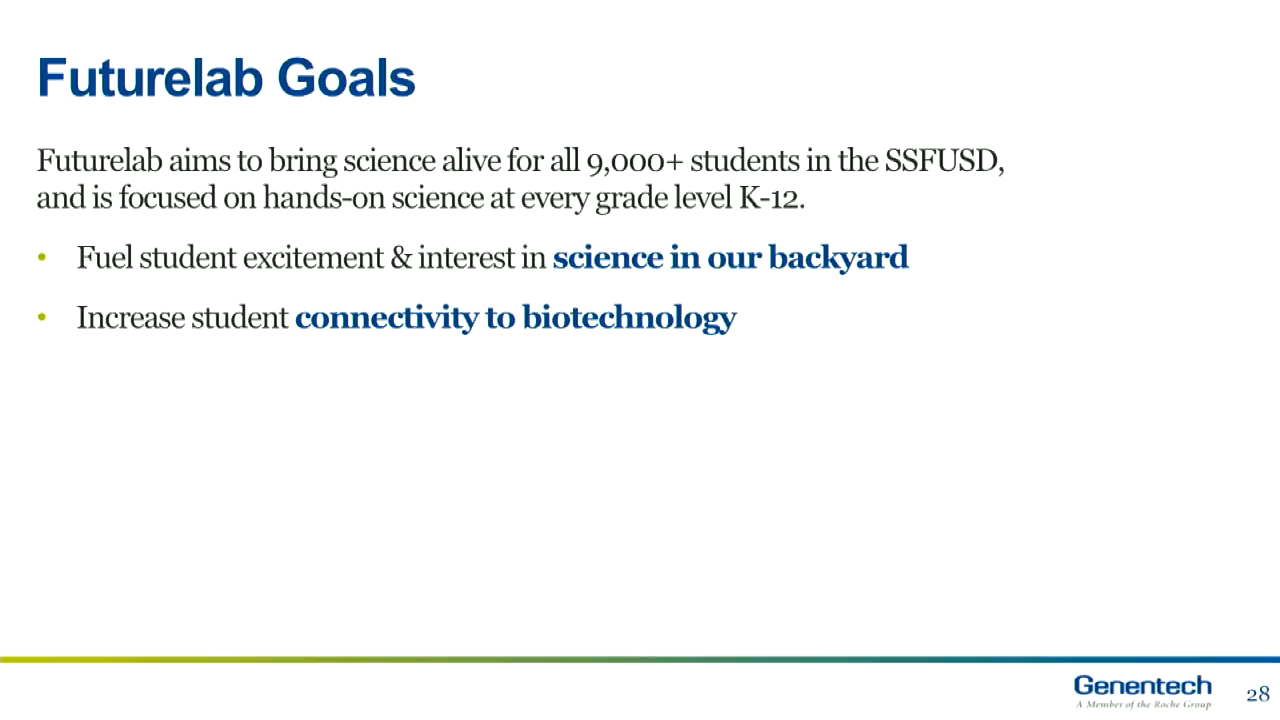 Futurelab Goals
Futurelab aims to bring science alive for all 9,000+ students in the SSFUSD,
and is focused on hands-on science at every grade level K-12.
• Fuel student excitement & interest in science in our backyard
• Increase student connectivity to biotechnology
Genentech
A Member of the Roche Group
28